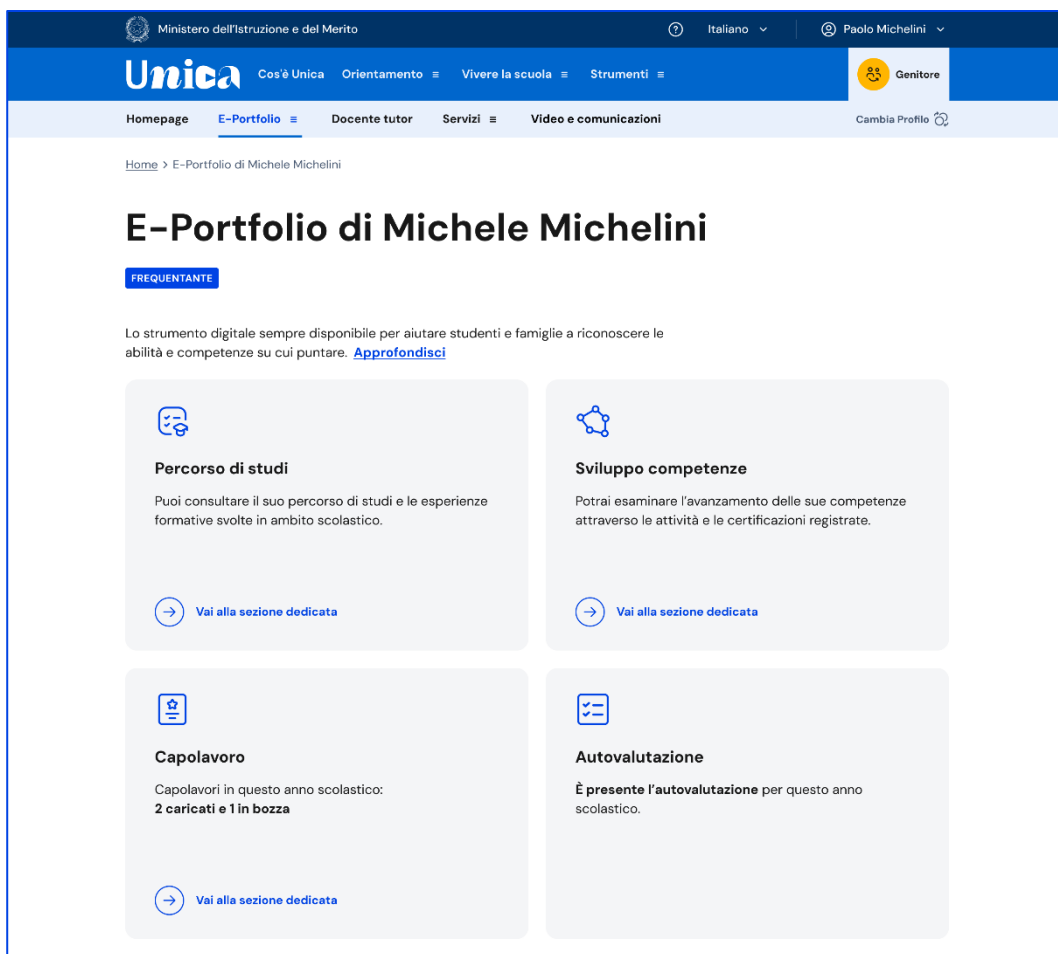 Ministero dell'Istruzione e del Merito
Italiano
Paolo Michelini
Unica
Cos'è Unica
Orientamento
Vivere la scuola
Strumenti
Genitore
Homepage
E-Portfolio
Docente tutor
Servizi
Video e comunicazioni
Cambia Profilo
Home > E-Portfolio di Michele Michelini
E-Portfolio di Michele Michelini
FREQUENTANTE
Lo strumento digitale sempre disponibile per aiutare studenti e famiglie a riconoscere le
abilità e competenze su cui puntare. Approfondisci
Percorso di studi
Puoi consultare il suo percorso di studi e le esperienze
formative svolte in ambito scolastico.
Vai alla sezione dedicata
Sviluppo competenze
Potrai esaminare l'avanzamento delle sue competenze
attraverso le attività e le certificazioni registrate.
Vai alla sezione dedicata
Capolavoro
Capolavori in questo anno scolastico:
2 caricati e 1 in bozza
Vai alla sezione dedicata
Autovalutazione
È presente l'autovalutazione per questo anno
scolastico.